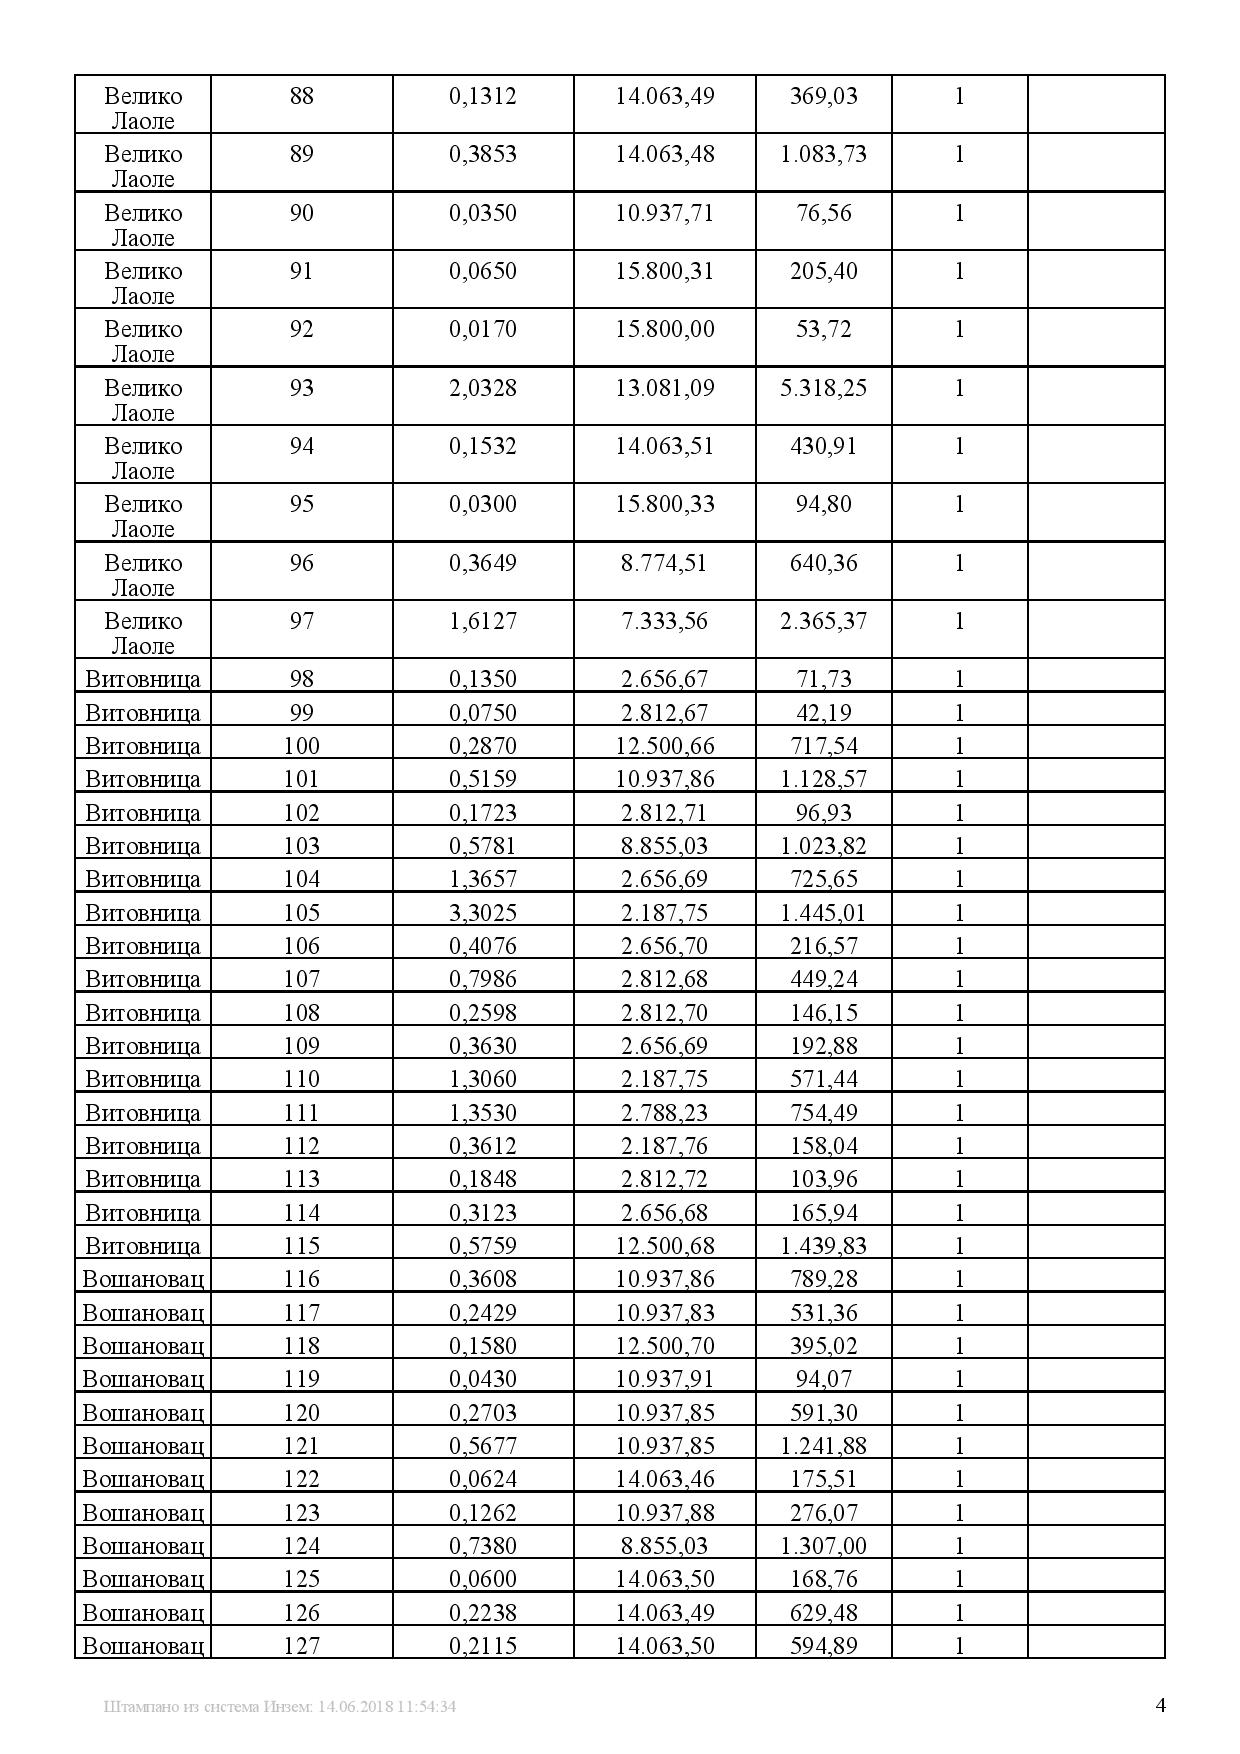 Велико 88 0,1312 14.063,49 369,03 1
Лаоле
Велико 89 0,3853 14.063,48 1.083,73 1
Лаоле
Велико 90 0,0350 10.937,71 76,56 1
Лаоле
Велико 91 0,0650 15.800,31 205,40 1
Лаоле
Велико 92 0,0170 15.800,00 53,72 1
Лаоле
Велико 93 2,0328 13.081,09 5.318,25 1
Лаоле
Велико 94 0,1532 14.063,51 430,91 1
Лаоле
Велико 95 0,0300 15.800,33 94,80 1
Лаоле
Велико 96 0,3649 8.774,51 640,36 1
Лаоле
Велико 97 1,6127 7.333,56 2.365,37 1
Лаоле
Витовница 98 0,1350 2.656,67 71,73 1
Витовница 99 0,0750 2.812,67 42,19 1
Витовница 100 0,2870 12.500,66 717,54 1
Витовница 101 0,5159 10.937,86 1.128,57 1
Витовница 102 0,1723 2.812,71 96,93 1
Витовница 103 0,5781 8.855,03 1.023,82 1
Витовница 104 1,3657 2.656,69 725,65 1
Витовница 105 3,3025 2.187,75 1.445,01 1
Витовница 106 0,4076 2.656,70 216,57 1
Витовница 107 0,7986 2.812,68 449,24 1
Витовница 108 0,2598 2.812,70 146,15 1
Витовница 109 0,3630 2.656,69 192,88 1
Витовница 110 1,3060 2.187,75 571,44 1
Витовница 111 1,3530 2.788,23 754,49 1
Витовница 112 0,3612 2.187,76 158,04 1
Витовница 113 0,1848 2.812,72 103,96 1
Витовница 114 0,3123 2.656,68 165,94 1
Витовница 115 0,5759 12.500,68 1.439,83 1
Вошановац 116 0,3608 10.937,86 789,28 1
Вошановац 117 0,2429 10.937,83 531,36 1
Вошановац 118 0,1580 12.500,70 395,02 1
Вошановац 119 0,0430 10.937,91 94,07 1
Вошановац 120 0,2703 10.937,85 591,30 1
Вошановац 121 0,5677 10.937,85 1.241,88 1
Вошановац 122 0,0624 14.063,46 175,51 1
Вошановац 123 0,1262 10.937,88 276,07 1
Вошановац 124 0,7380 8.855,03 1.307,00 1
Вошановац 125 0,0600 14.063,50 168,76 1
Вошановац 126 0,2238 14.063,49 629,48 1
Вошановац 127 0,2115 14.063,50 594,89 1
Штампано из система Инзем: 14.06.2018 11:54:34 4